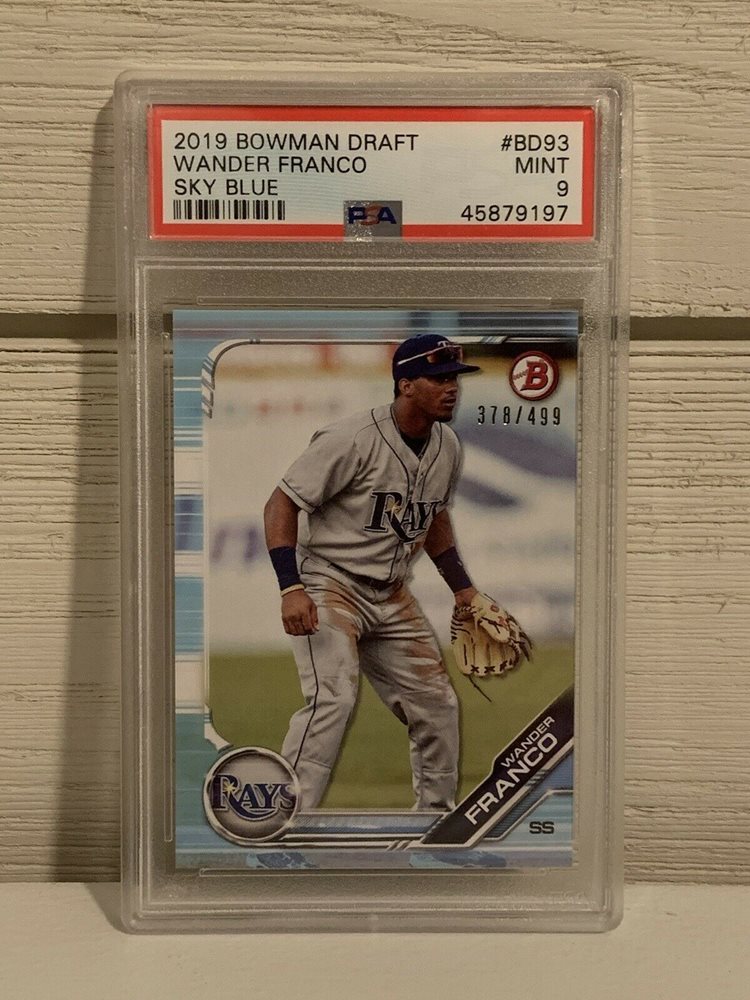 2019 BOWMAN DRAFT #BD93
WANDER FRANCO MINT
SKY BLUE 9
PSA 45879197
B
378/499
RAYS
WANDER
FRANCO
RAYS
SS